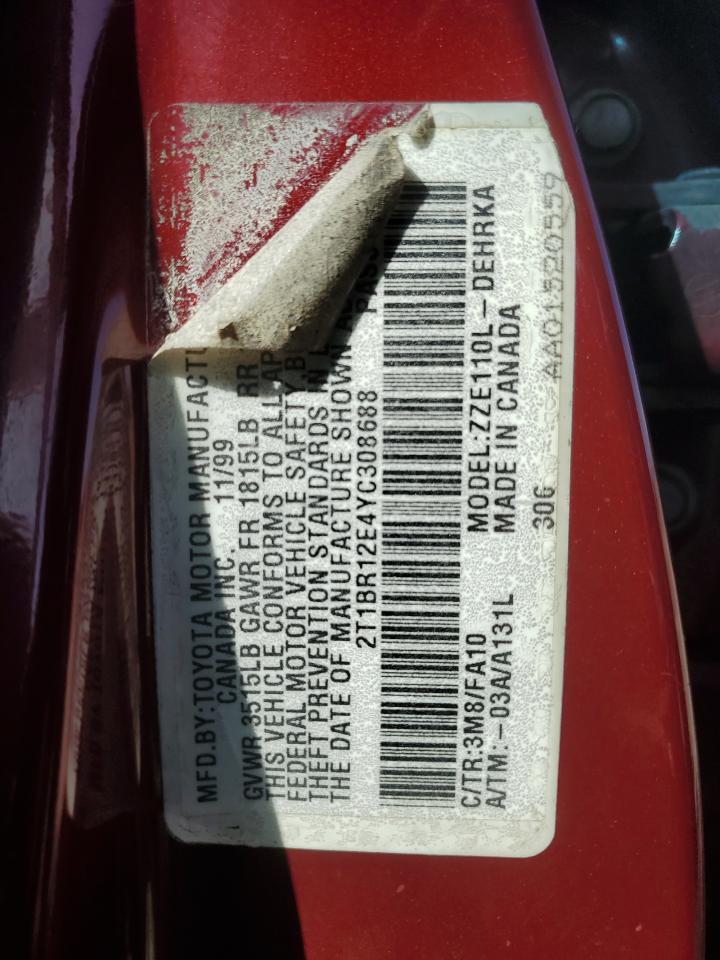 MFD.BY:TOYOTA MOTOR MANUFACTU
CANADA INC. 11/99
GVWR 3515LB GAWR FR 1815LB RR
THIS VEHICLE CONFORMS TO ALL AP
FEDERAL MOTOR VEHICLE SAFETY, B
THEFT PREVENTION STANDARDS IN
THE DATE OF MANUFACTURE SHOWN A
2T1BR12E4YC308688 PASS
C/TR:3M8/FA10 MODEL:ZZE110L-DEHRKA
A/TM:-03A/A131L MADE IN CANADA
306
AA01520559